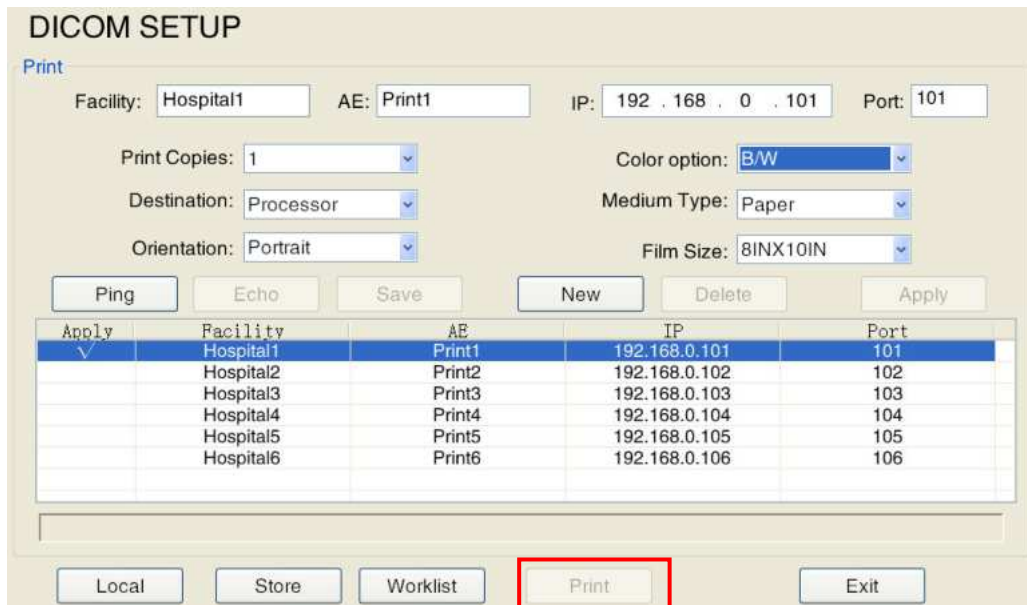 DICOM SETUP
Print
Facility: Hospital1 AE: Print1 IP: 192 . 168 . 0 . 101 Port: 101
Print Copies: 1 Color option: B/W
Destination: Processor Medium Type: Paper
Orientation: Portrait Film Size: 8INX10IN
Ping Echo Save New Delete Apply
Apply Facility AE IP Port
√ Hospital1 Print1 192.168.0.101 101
Hospital2 Print2 192.168.0.102 102
Hospital3 Print3 192.168.0.103 103
Hospital4 Print4 192.168.0.104 104
Hospital5 Print5 192.168.0.105 105
Hospital6 Print6 192.168.0.106 106
Local Store Worklist Print Exit